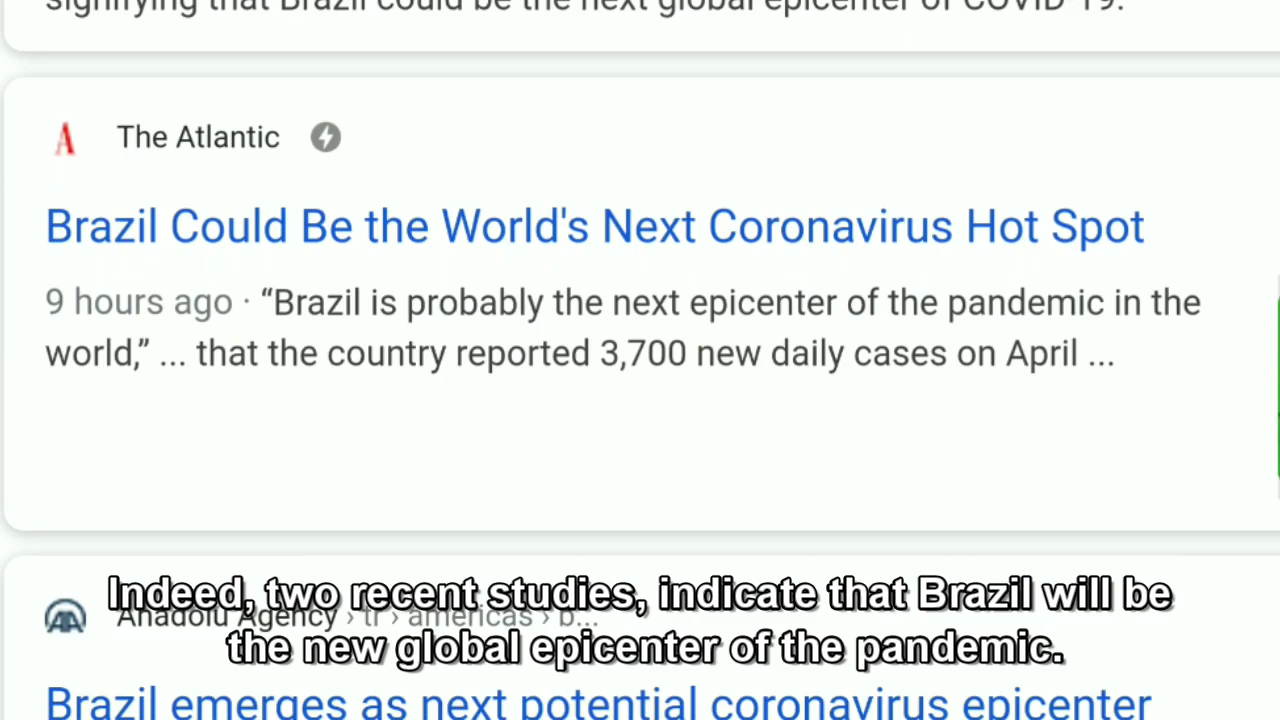 signifying that Brazil could be the next global epicenter of COVID-19.
The Atlantic
Brazil Could Be the World's Next Coronavirus Hot Spot
9 hours ago · “Brazil is probably the next epicenter of the pandemic in the
world,” ... that the country reported 3,700 new daily cases on April ...
Anadolu Agency › tr › americas › b...
Indeed, two recent studies, indicate that Brazil will be
the new global epicenter of the pandemic.
Brazil emerges as next potential coronavirus epicenter